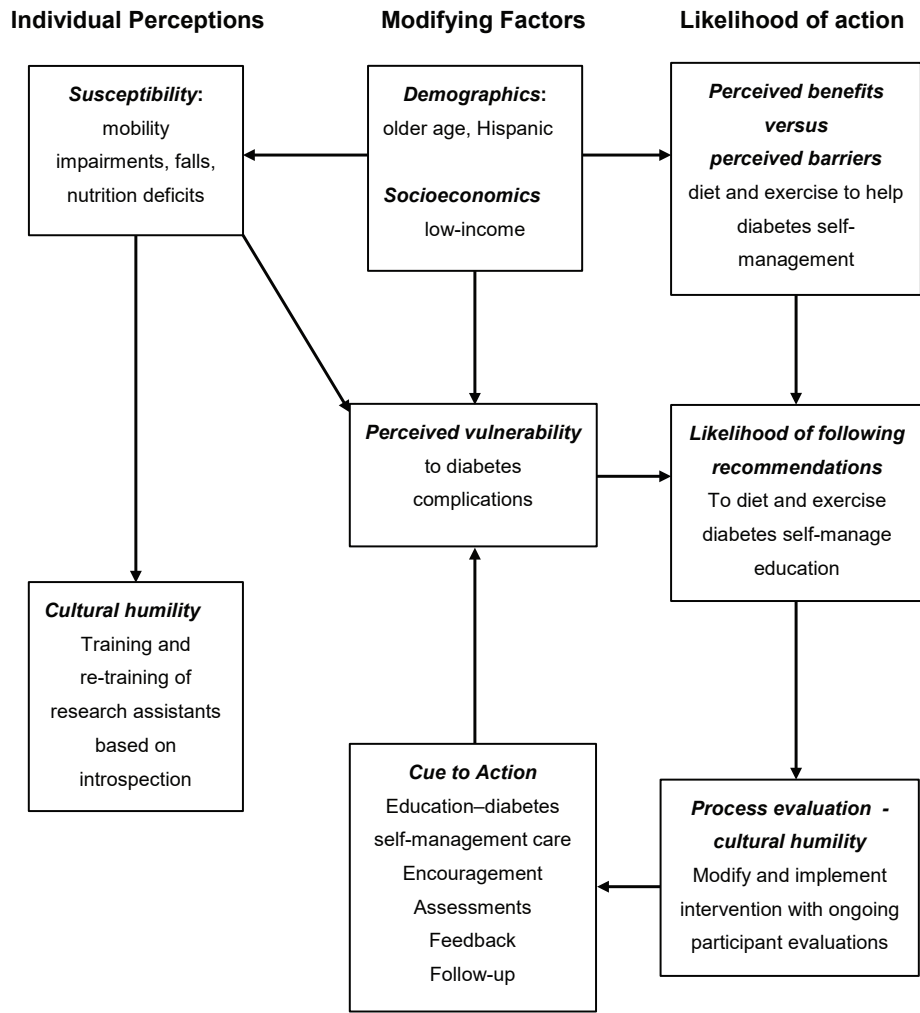 Individual Perceptions
Modifying Factors
Likelihood of action
Susceptibility:
mobility
impairments, falls,
nutrition deficits
Demographics:
older age, Hispanic
Socioeconomics
low-income
Perceived benefits
versus
perceived barriers
diet and exercise to help
diabetes self-
management
Perceived vulnerability
to diabetes
complications
Likelihood of following
recommendations
To diet and exercise
diabetes self-manage
education
Cultural humility
Training and
re-training of
research assistants
based on
introspection
Cue to Action
Education–diabetes
self-management care
Encouragement
Assessments
Feedback
Follow-up
Process evaluation -
cultural humility
Modify and implement
intervention with ongoing
participant evaluations